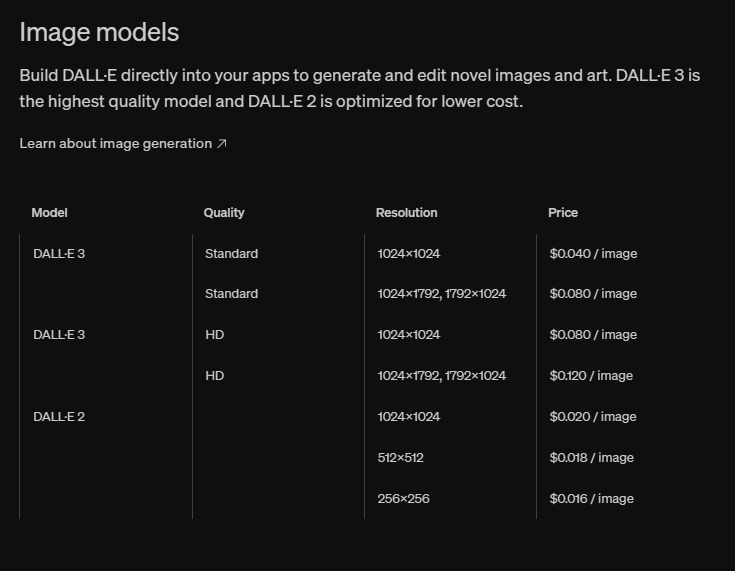 Image models
Build DALL·E directly into your apps to generate and edit novel images and art. DALL·E 3 is
the highest quality model and DALL·E 2 is optimized for lower cost.
Learn about image generation ↗
Model Quality Resolution Price
DALL·E 3 Standard 1024×1024 $0.040 / image
Standard 1024×1792, 1792×1024 $0.080 / image
DALL·E 3 HD 1024×1024 $0.080 / image
HD 1024×1792, 1792×1024 $0.120 / image
DALL·E 2 1024×1024 $0.020 / image
512×512 $0.018 / image
256×256 $0.016 / image